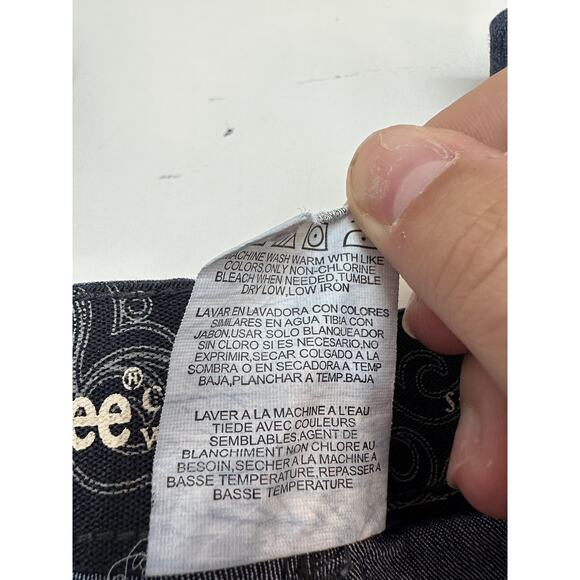 MACHINE WASH WARM WITH LIKE
COLORS,ONLY NON-CHLORINE
BLEACH WHEN NEEDED,TUMBLE
DRY LOW,LOW IRON
LAVAR EN LAVADORA CON COLORES
SIMILARES EN AGUA TIBIA CON
JABON,USAR SOLO BLANQUEADOR
SIN CLORO SI ES NECESARIO,NO
EXPRIMIR,SECAR COLGADO A LA
SOMBRA O EN SECADORA A TEMP
BAJA,PLANCHAR A TEMP.BAJA
LAVER A LA MACHINE A L'EAU
TIEDE AVEC COULEURS
SEMBLABLES,AGENT DE
BLANCHIMENT NON CHLORE AU
BESOIN,SECHER A LA MACHINE A
BASSE TEMPERATURE,REPASSER A
BASSE TEMPERATURE
ee®